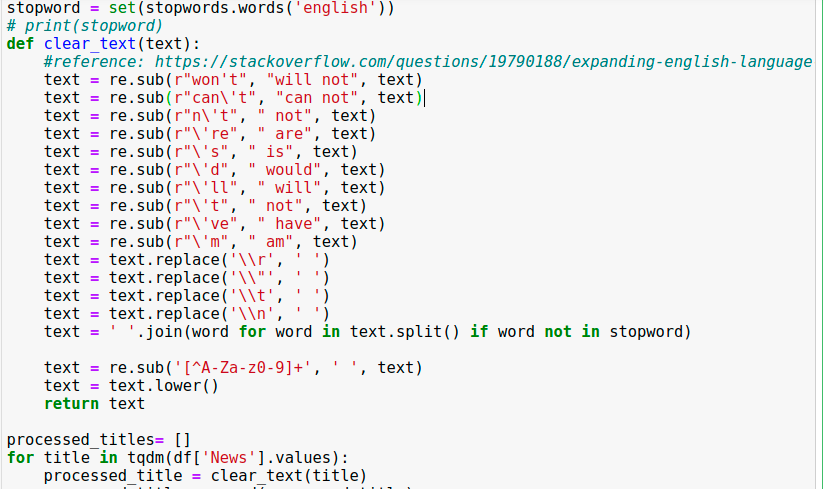 stopword = set(stopwords.words('english'))
# print(stopword)
def clear_text(text):
    #reference: https://stackoverflow.com/questions/19790188/expanding-english-language
    text = re.sub(r"won't", "will not", text)
    text = re.sub(r"can\'t", "can not", text)
    text = re.sub(r"n\'t", " not", text)
    text = re.sub(r"\'re", " are", text)
    text = re.sub(r"\'s", " is", text)
    text = re.sub(r"\'d", " would", text)
    text = re.sub(r"\'ll", " will", text)
    text = re.sub(r"\'t", " not", text)
    text = re.sub(r"\'ve", " have", text)
    text = re.sub(r"\'m", " am", text)
    text = text.replace('\\r', ' ')
    text = text.replace('\\"', ' ')
    text = text.replace('\\t', ' ')
    text = text.replace('\\n', ' ')
    text = ' '.join(word for word in text.split() if word not in stopword)
    text = re.sub('[^A-Za-z0-9]+', ' ', text)
    text = text.lower()
    return text
processed_titles= []
for title in tqdm(df['News'].values):
    processed_title = clear_text(title)